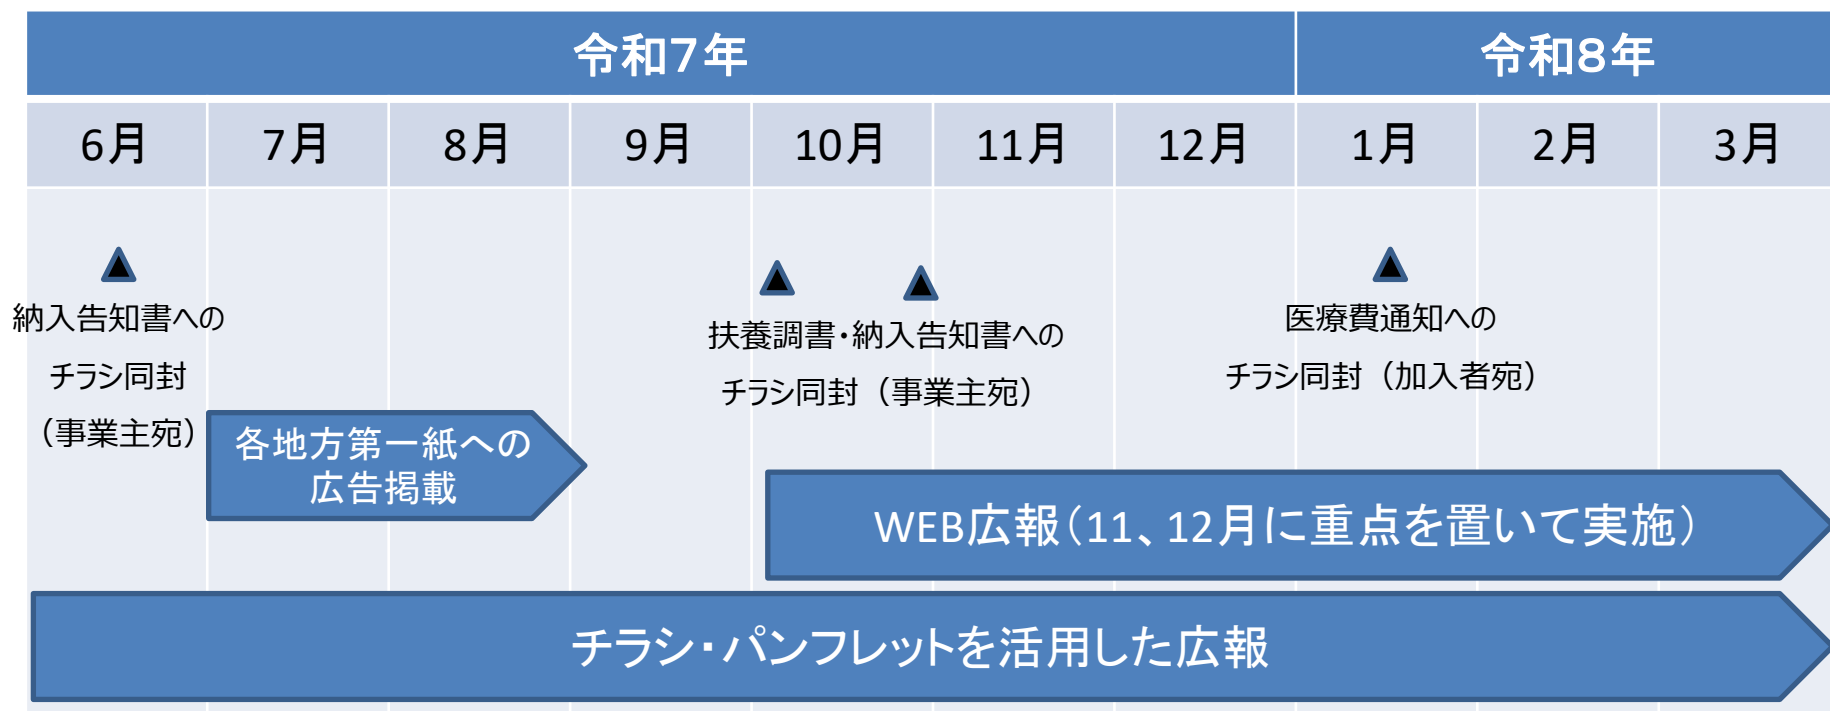 令和7年 令和8年
6月 7月 8月 9月 10月 11月 12月 1月 2月 3月
▲ ▲ ▲ ▲
納入告知書への
チラシ同封
（事業主宛）
扶養調書・納入告知書への
チラシ同封（事業主宛）
医療費通知への
チラシ同封（加入者宛）
各地方第一紙への
広告掲載
WEB広報（11、12月に重点を置いて実施）
チラシ・パンフレットを活用した広報